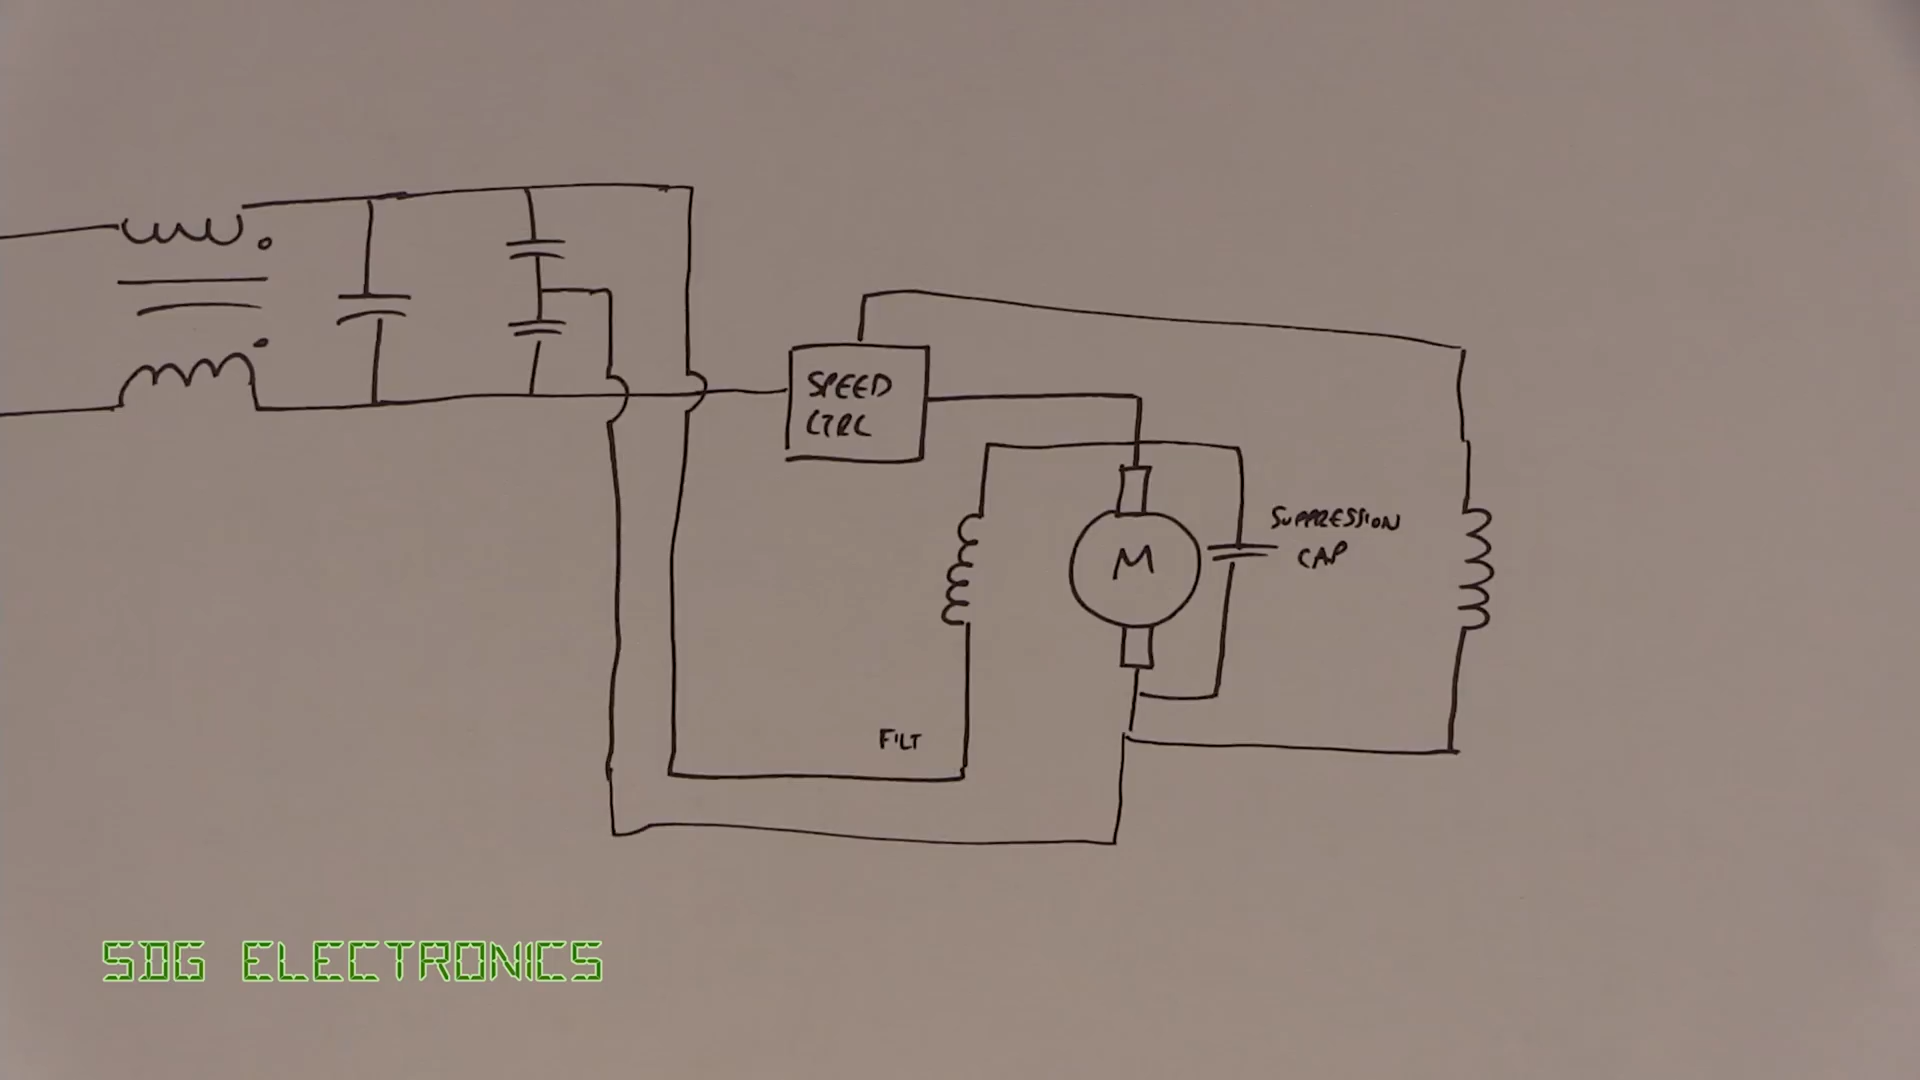 SPEED
CTRL
SUPPRESSION
CAP
M
FILT
SDG ELECTRONICS